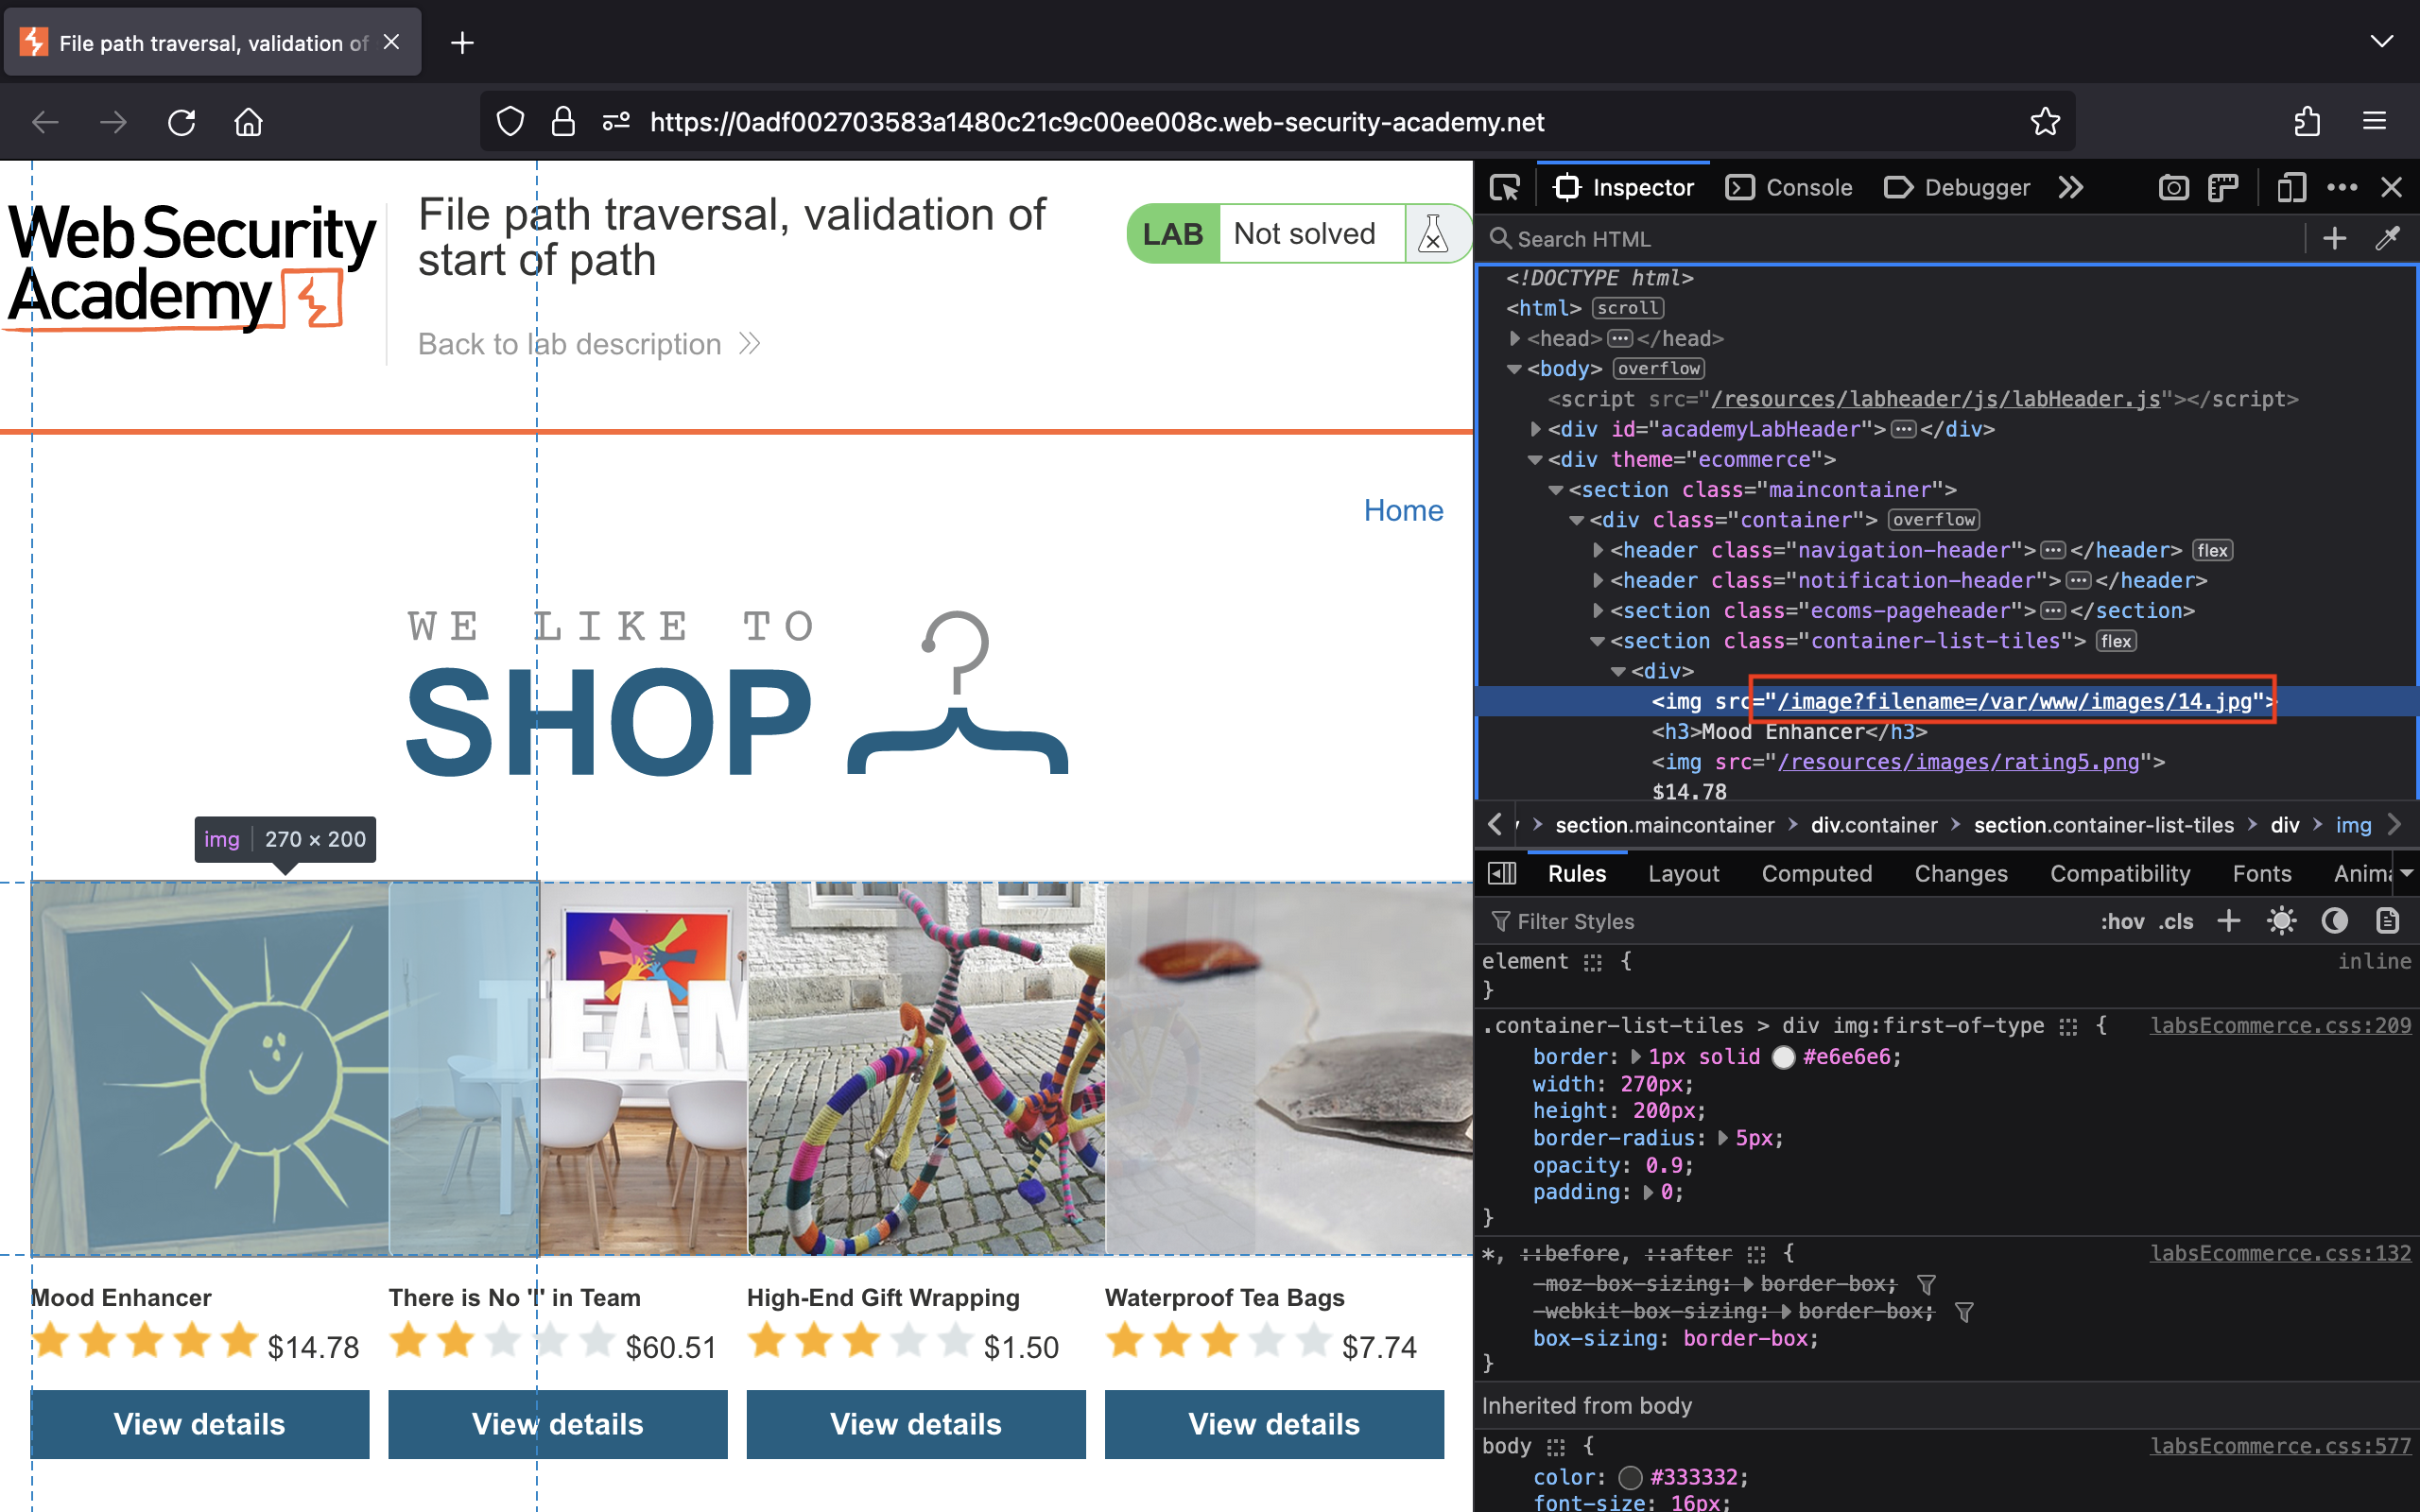 File path traversal, validation of
https://0adf002703583a1480c21c9c00ee008c.web-security-academy.net
Web Security
Academy
File path traversal, validation of
start of path
LAB Not solved
Back to lab description
Home
WE LIKE TO
SHOP
img 270 × 200
TEAM
Mood Enhancer
$14.78
View details
There is No 'I' in Team
$60.51
View details
High-End Gift Wrapping
$1.50
View details
Waterproof Tea Bags
$7.74
View details
Inspector Console Debugger
Search HTML
<!DOCTYPE html>
<html> scroll
<head> ... </head>
<body> overflow
<script src="/resources/labheader/js/labHeader.js"></script>
<div id="academyLabHeader"> ... </div>
<div theme="ecommerce">
<section class="maincontainer">
<div class="container"> overflow
<header class="navigation-header"> ... </header> flex
<header class="notification-header"> ... </header>
<section class="ecoms-pageheader"> ... </section>
<section class="container-list-tiles"> flex
<div>
<img src="/image?filename=/var/www/images/14.jpg">
<h3>Mood Enhancer</h3>
<img src="/resources/images/rating5.png">
$14.78
section.maincontainer > div.container > section.container-list-tiles > div > img
Rules Layout Computed Changes Compatibility Fonts Anim
Filter Styles :hov .cls
element { inline
}
.container-list-tiles > div img:first-of-type { labsEcommerce.css:209
border: 1px solid #e6e6e6;
width: 270px;
height: 200px;
border-radius: 5px;
opacity: 0.9;
padding: 0;
}
*, ::before, ::after { labsEcommerce.css:132
-moz-box-sizing: border-box;
-webkit-box-sizing: border-box;
box-sizing: border-box;
}
Inherited from body
body { labsEcommerce.css:577
color: #333332;
font-size: 16px;